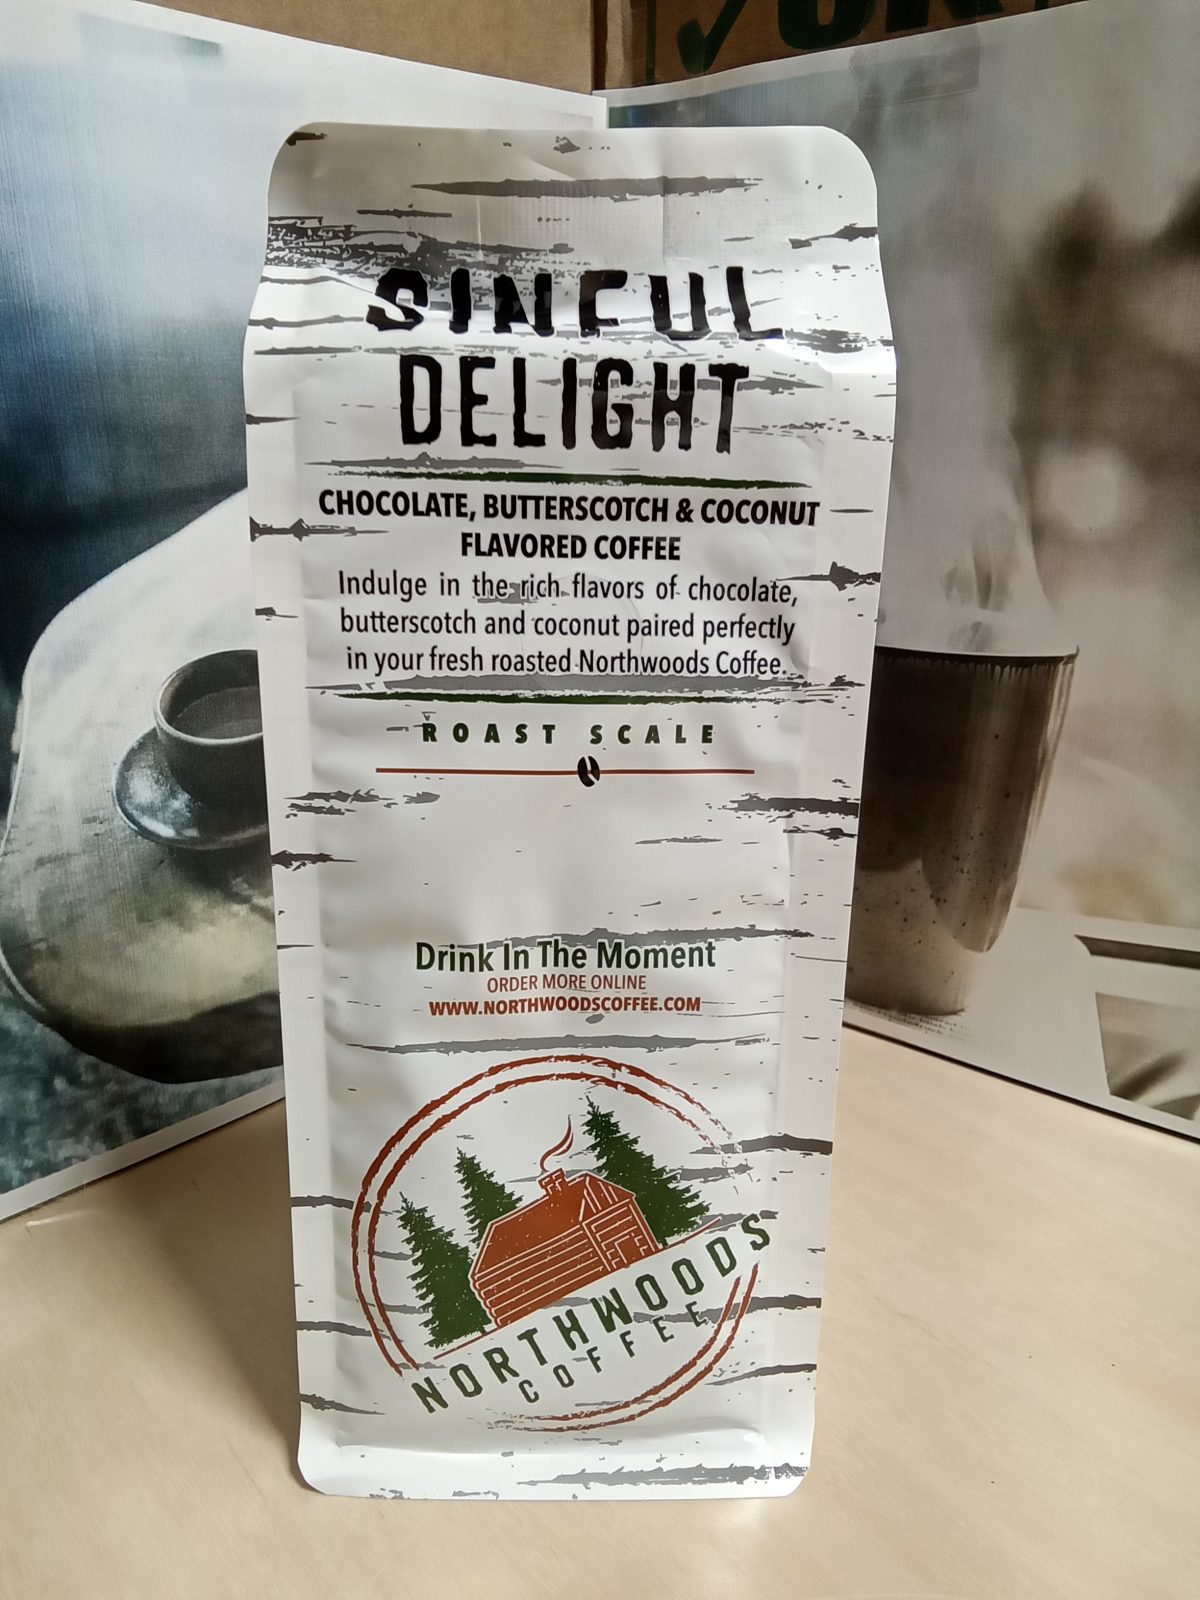 SINFUL
DELIGHT
CHOCOLATE, BUTTERSCOTCH & COCONUT
FLAVORED COFFEE
Indulge in the rich flavors of chocolate,
butterscotch and coconut paired perfectly
in your fresh roasted Northwoods Coffee.
ROAST SCALE
Drink In The Moment
ORDER MORE ONLINE
WWW.NORTHWOODSCOFFEE.COM
NORTHWOODS
COFFEE